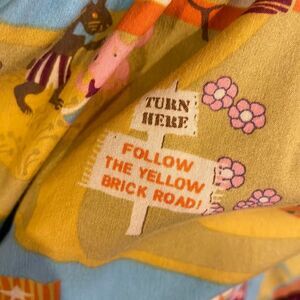 TURN
HERE
FOLLOW
THE YELLOW
BRICK ROAD!